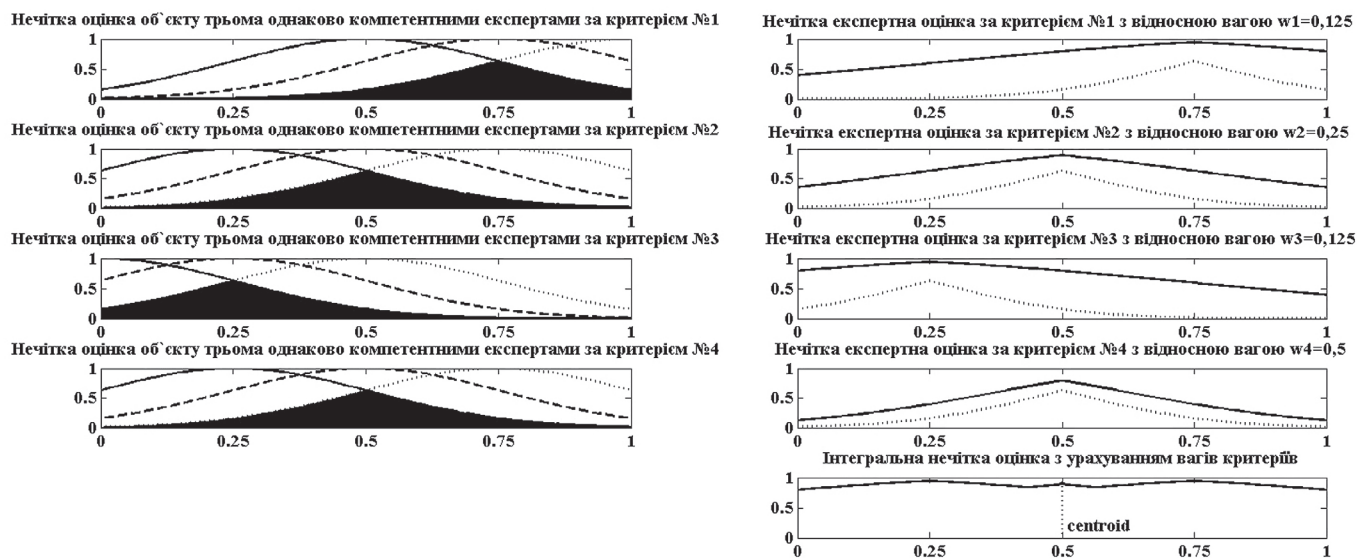 Нечітка оцінка об`єкту трьома однаково компетентними експертами за критерієм №1
1
0.5
0
0 0.25 0.5 0.75 1
Нечітка оцінка об`єкту трьома однаково компетентними експертами за критерієм №2
1
0.5
0
0 0.25 0.5 0.75 1
Нечітка оцінка об`єкту трьома однаково компетентними експертами за критерієм №3
1
0.5
0
0 0.25 0.5 0.75 1
Нечітка оцінка об`єкту трьома однаково компетентними експертами за критерієм №4
1
0.5
0
0 0.25 0.5 0.75 1
Нечітка експертна оцінка за критерієм №1 з відносною вагою w1=0,125
1
0.5
0
0 0.25 0.5 0.75 1
Нечітка експертна оцінка за критерієм №2 з відносною вагою w2=0,25
1
0.5
0
0 0.25 0.5 0.75 1
Нечітка експертна оцінка за критерієм №3 з відносною вагою w3=0,125
1
0.5
0
0 0.25 0.5 0.75 1
Нечітка експертна оцінка за критерієм №4 з відносною вагою w4=0,5
1
0.5
0
0 0.25 0.5 0.75 1
Інтегральна нечітка оцінка з урахуванням вагів критеріїв
1
0.5
0
centroid
0 0.25 0.5 0.75 1